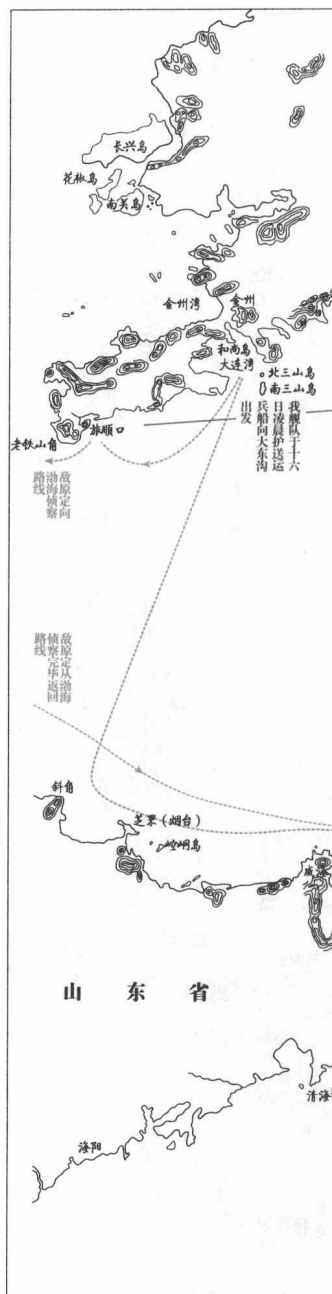 长兴岛
花椒岛
南关岛
金州湾
金州
和尚岛
大连湾
北三山岛
南三山岛
我舰队于十六
日凌晨护送运
兵船向大东沟
出发
老铁山角
旅顺口
敌原定向
渤海侦察
路线
敌原定从渤海
侦察完毕返回
路线
斜角
芝罘（烟台）
崆峒岛
威海
山东省
清海
海阳